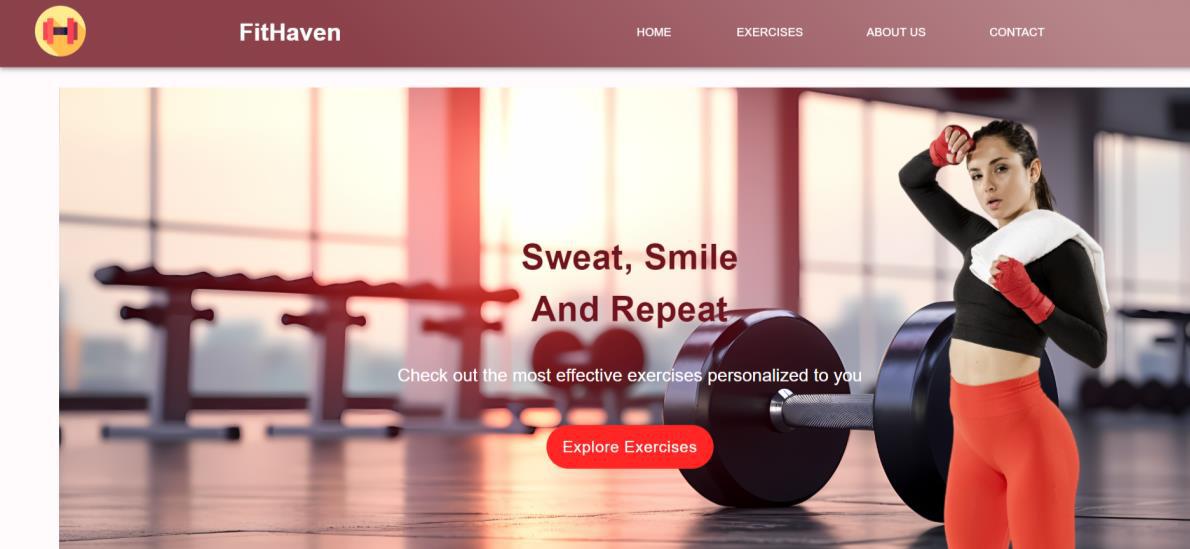 FitHaven
HOME EXERCISES ABOUT US CONTACT
Sweat, Smile
And Repeat
Check out the most effective exercises personalized to you
Explore Exercises